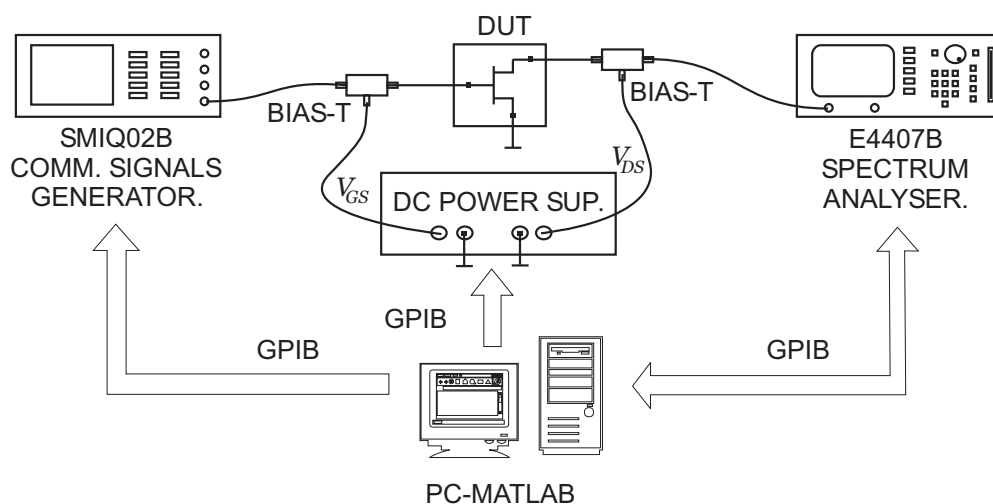 DUT
BIAS-T
BIAS-T
SMIQ02B
COMM. SIGNALS
GENERATOR.
E4407B
SPECTRUM
ANALYSER.
V_GS
V_DS
DC POWER SUP.
GPIB
GPIB
GPIB
PC-MATLAB